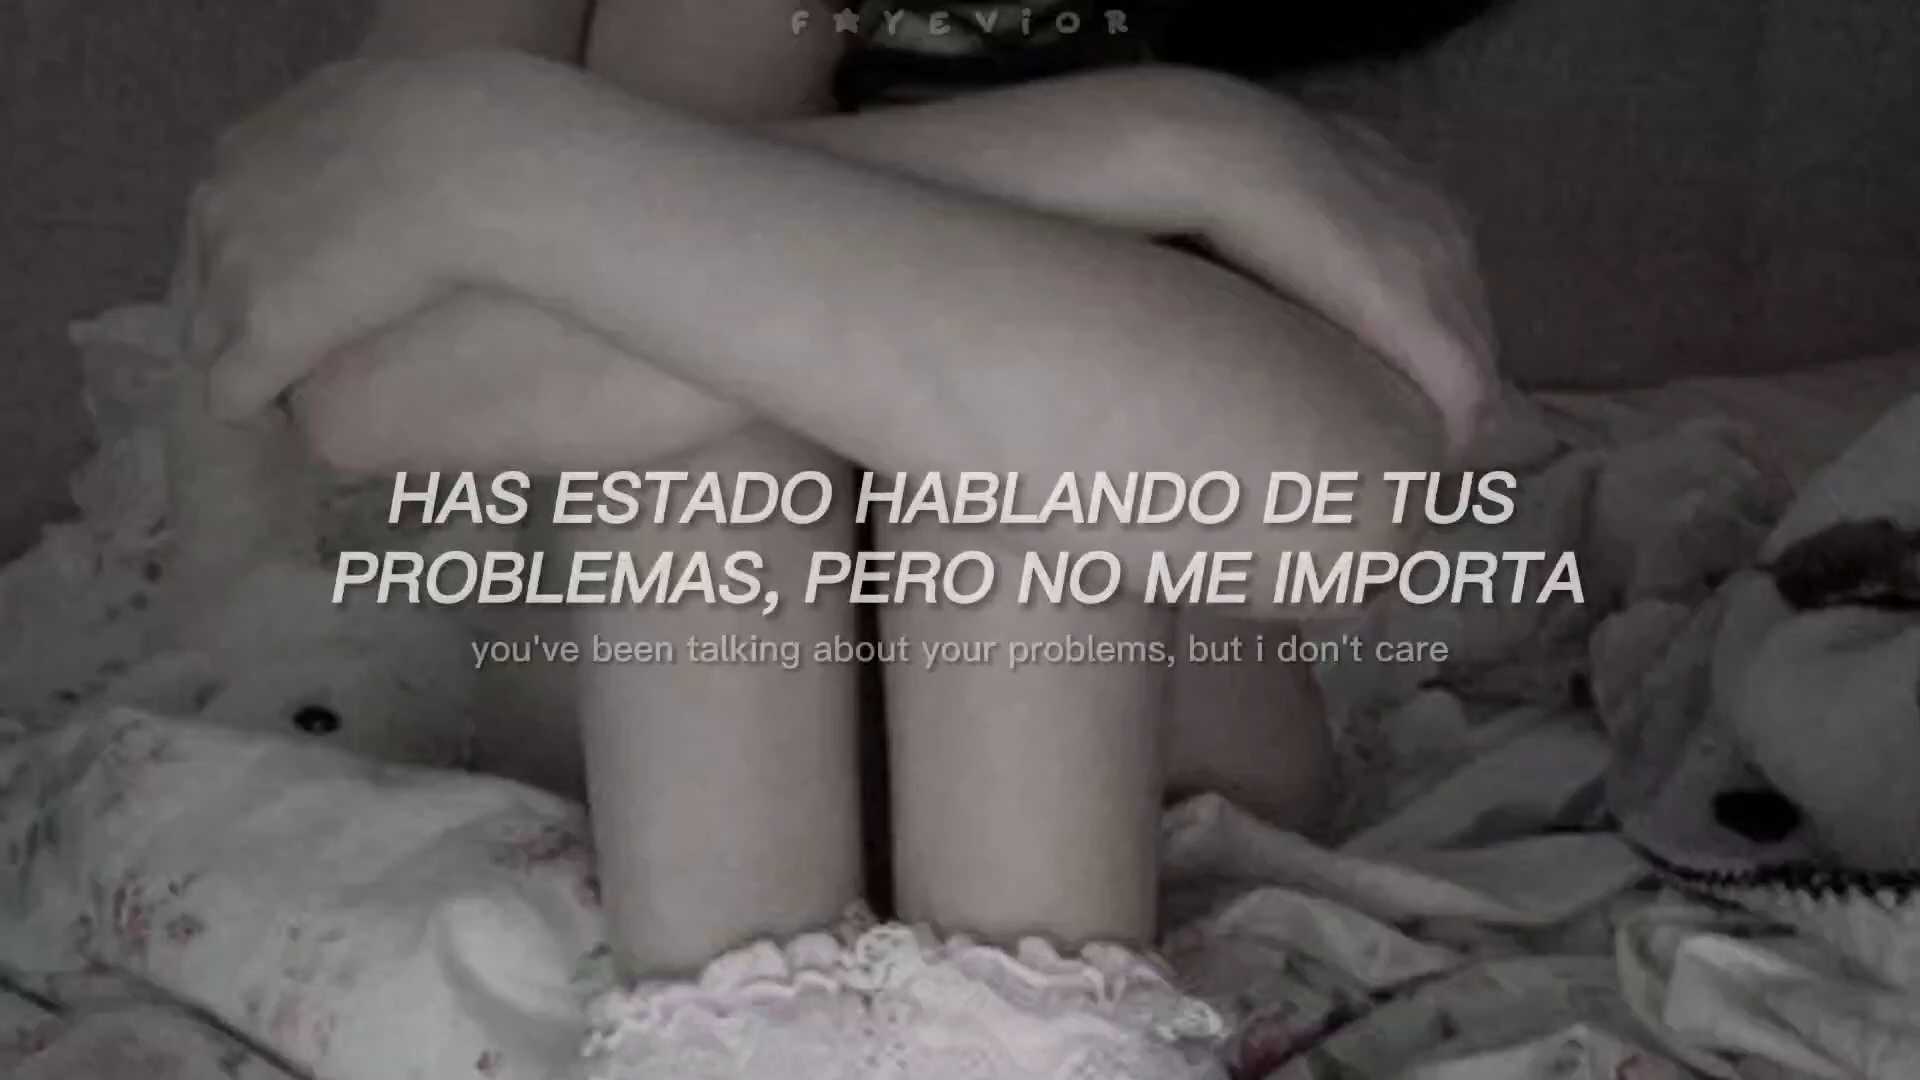 F★YEViOR
HAS ESTADO HABLANDO DE TUS
PROBLEMAS, PERO NO ME IMPORTA
you've been talking about your problems, but i don't care